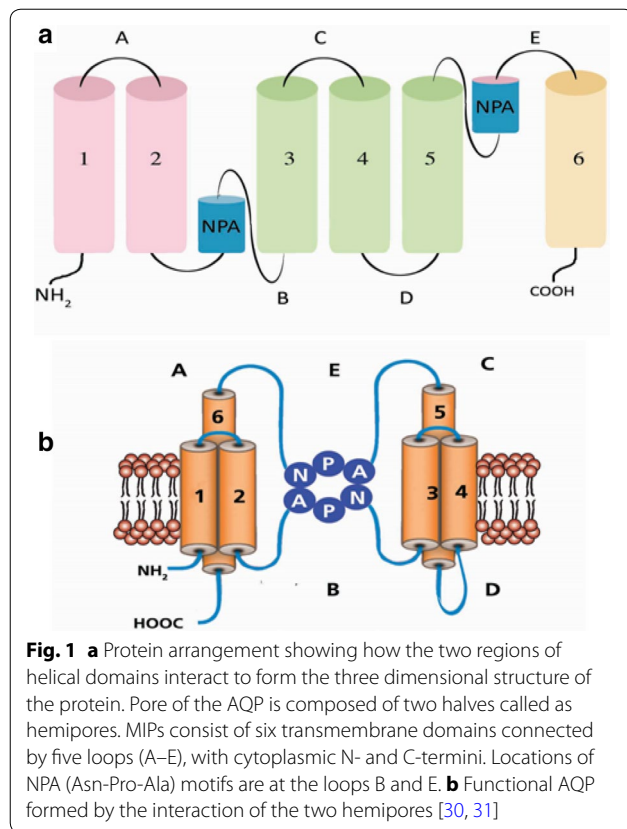 a
A C E
1 2 NPA 3 4 5 NPA 6
NH2 B D COOH
b
A E C
6 5
1 2 N P A 3 4
A P N
NH2
B D
HOOC
Fig. 1 a Protein arrangement showing how the two regions of
helical domains interact to form the three dimensional structure of
the protein. Pore of the AQP is composed of two halves called as
hemipores. MIPs consist of six transmembrane domains connected
by five loops (A–E), with cytoplasmic N- and C-termini. Locations of
NPA (Asn-Pro-Ala) motifs are at the loops B and E. b Functional AQP
formed by the interaction of the two hemipores [30, 31]